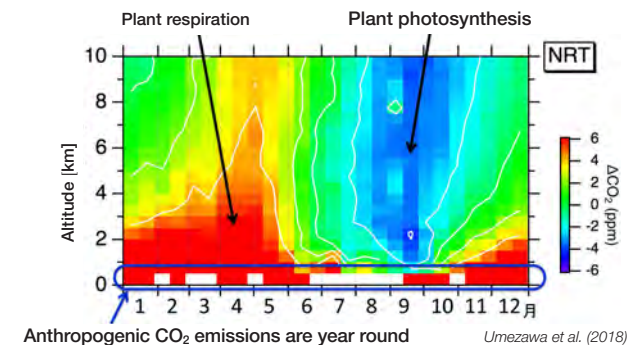 Plant respiration
Plant photosynthesis
NRT
10
8
6
4
2
0
Altitude [km]
6
4
2
0
-2
-4
-6
ΔCO₂ (ppm)
1 2 3 4 5 6 7 8 9 10 11 12月
Anthropogenic CO₂ emissions are year round
Umezawa et al. (2018)